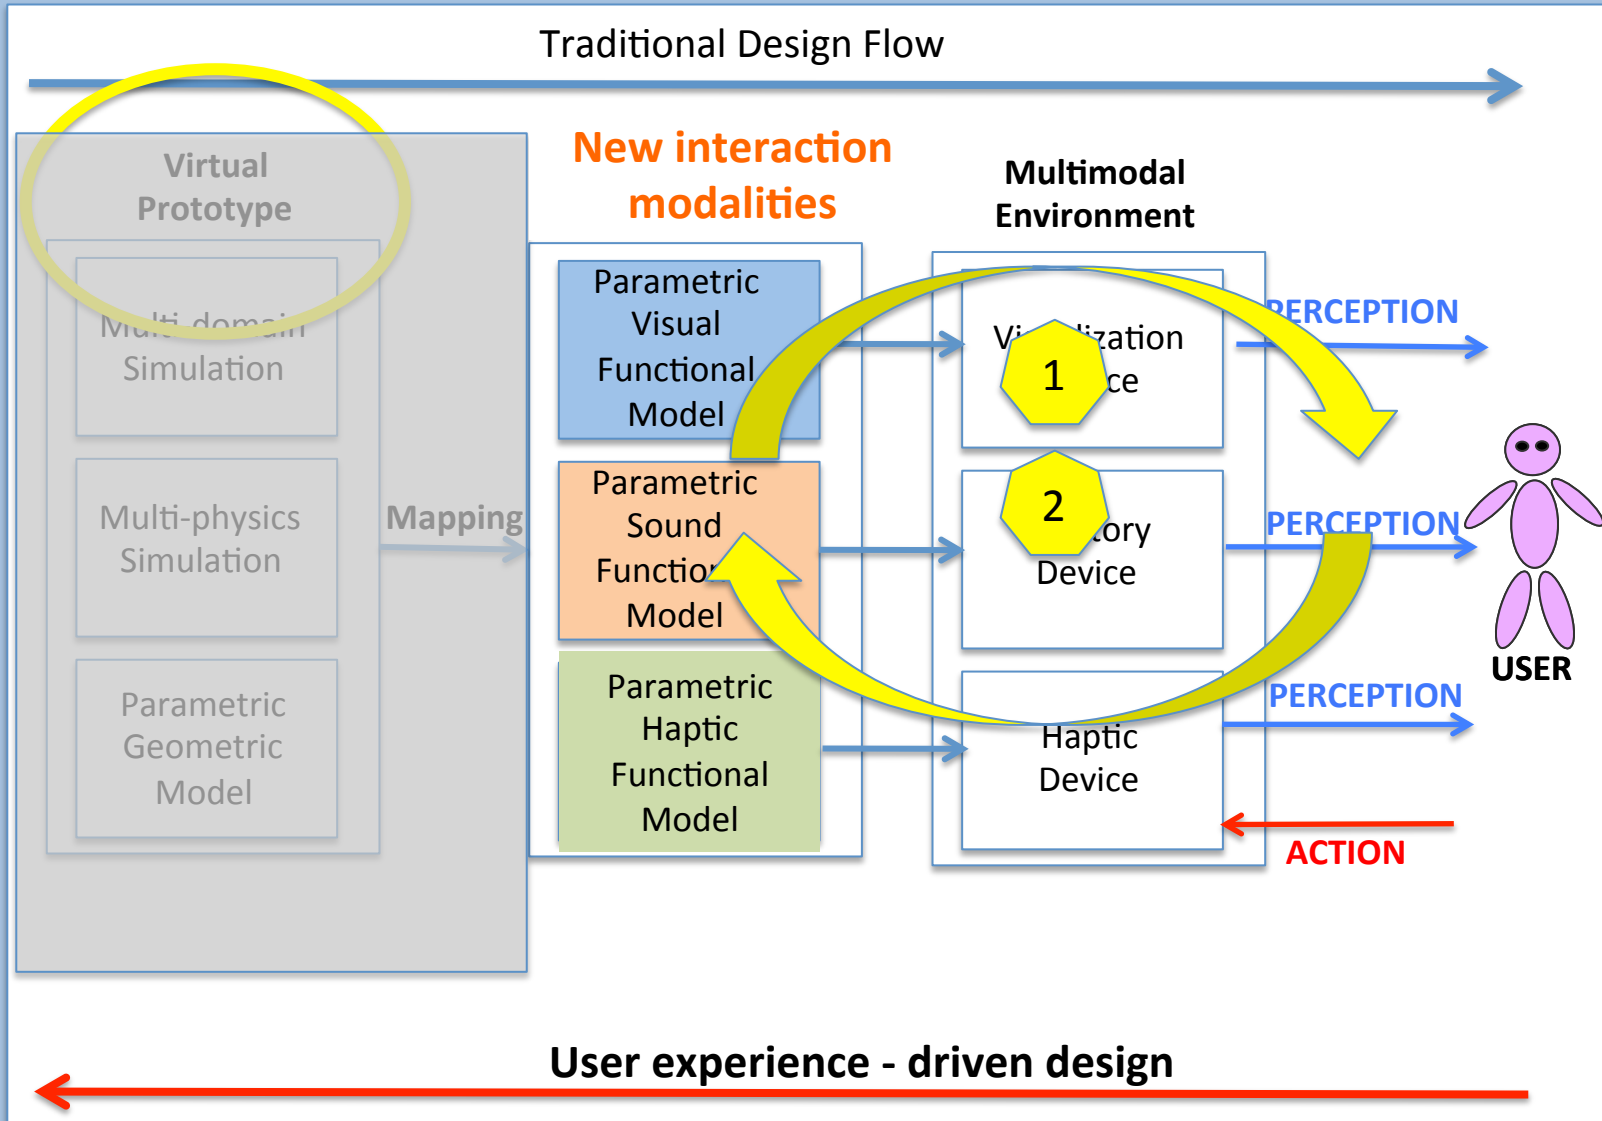 Traditional Design Flow
Virtual
Prototype
Multi-domain
Simulation
Multi-physics
Simulation
Parametric
Geometric
Model
Mapping
New interaction
modalities
Parametric
Visual
Functional
Model
Parametric
Sound
Model
Parametric
Haptic
Functional
Model
Multimodal
Environment
1
2
Device
Haptic
Device
PERCEPTION
PERCEPTION
PERCEPTION
ACTION
USER
User experience - driven design